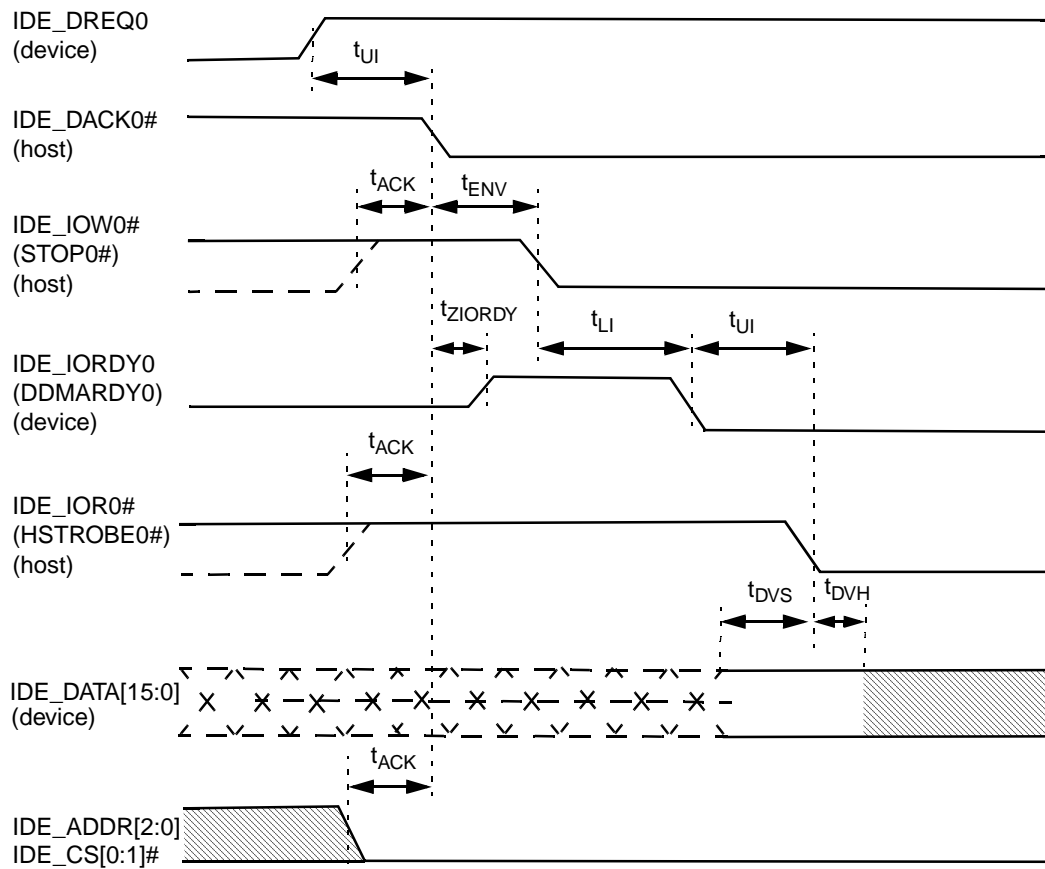 IDE_DREQ0
(device)
tUI
IDE_DACK0#
(host)
tACK
tENV
IDE_IOW0#
(STOP0#)
(host)
tZIORDY
tLI
tUI
IDE_IORDY0
(DDMARDY0)
(device)
tACK
IDE_IOR0#
(HSTROBE0#)
(host)
tDVS
tDVH
IDE_DATA[15:0]
(device)
tACK
IDE_ADDR[2:0]
IDE_CS[0:1]#